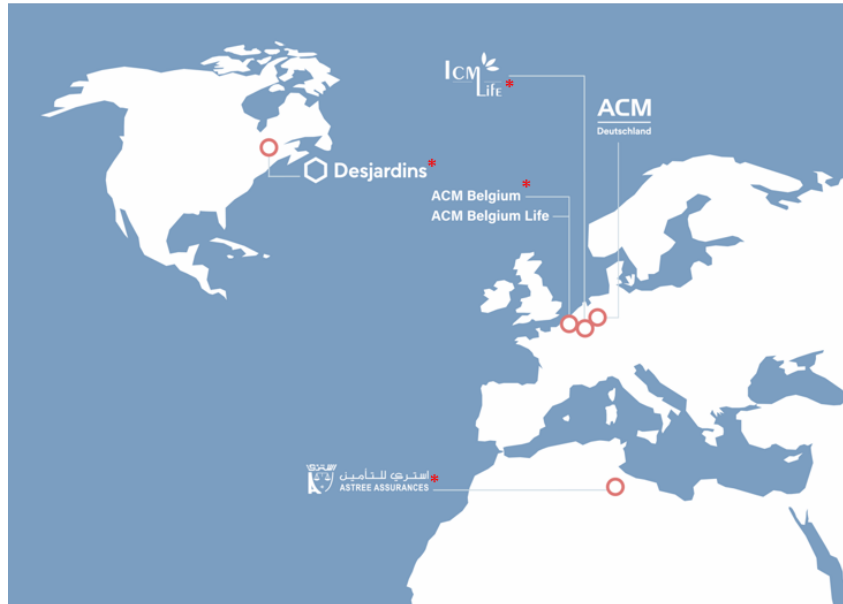 ICM
Life *
ACM
Deutschland
Desjardins *
ACM Belgium *
ACM Belgium Life
استري للتأمين
ASTREE ASSURANCES *